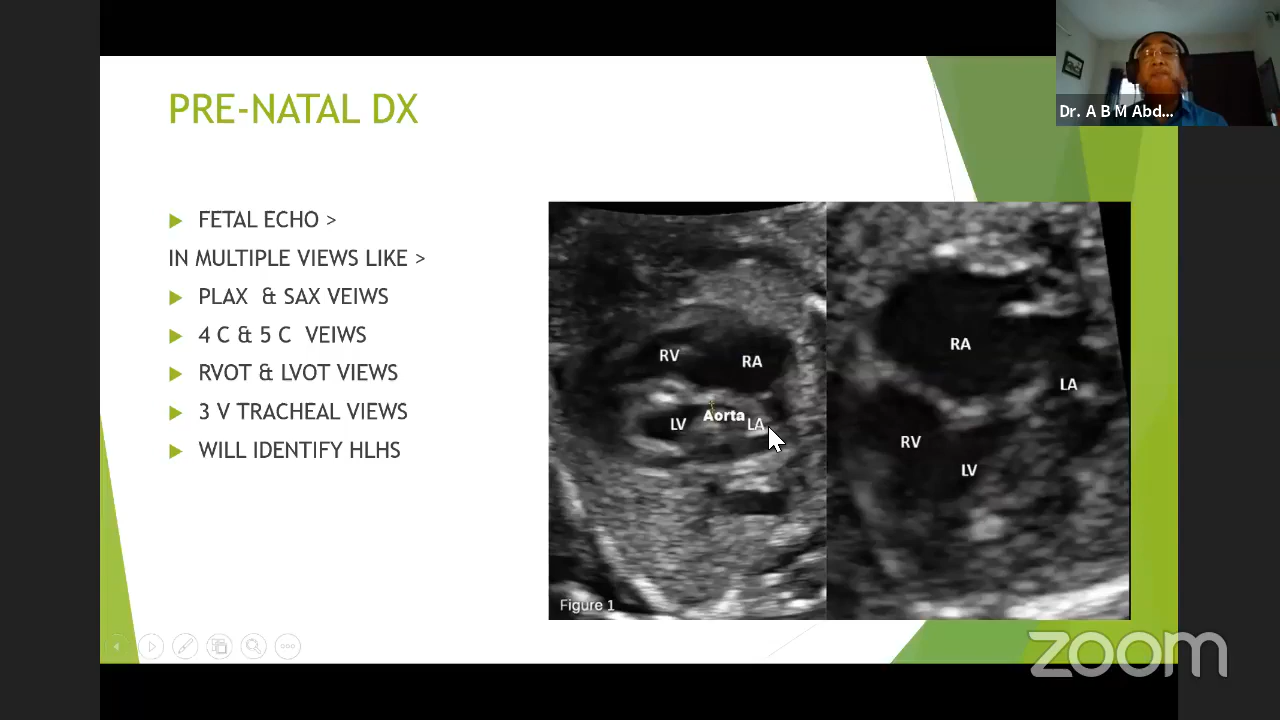 PRE-NATAL DX
Dr. A B M Abd...
FETAL ECHO >
IN MULTIPLE VIEWS LIKE >
PLAX & SAX VEIWS
4 C & 5 C VEIWS
RVOT & LVOT VIEWS
3 V TRACHEAL VIEWS
WILL IDENTIFY HLHS
RV
RA
LV
Aorta
LA
Figure 1
RA
LA
RV
LV
zoom